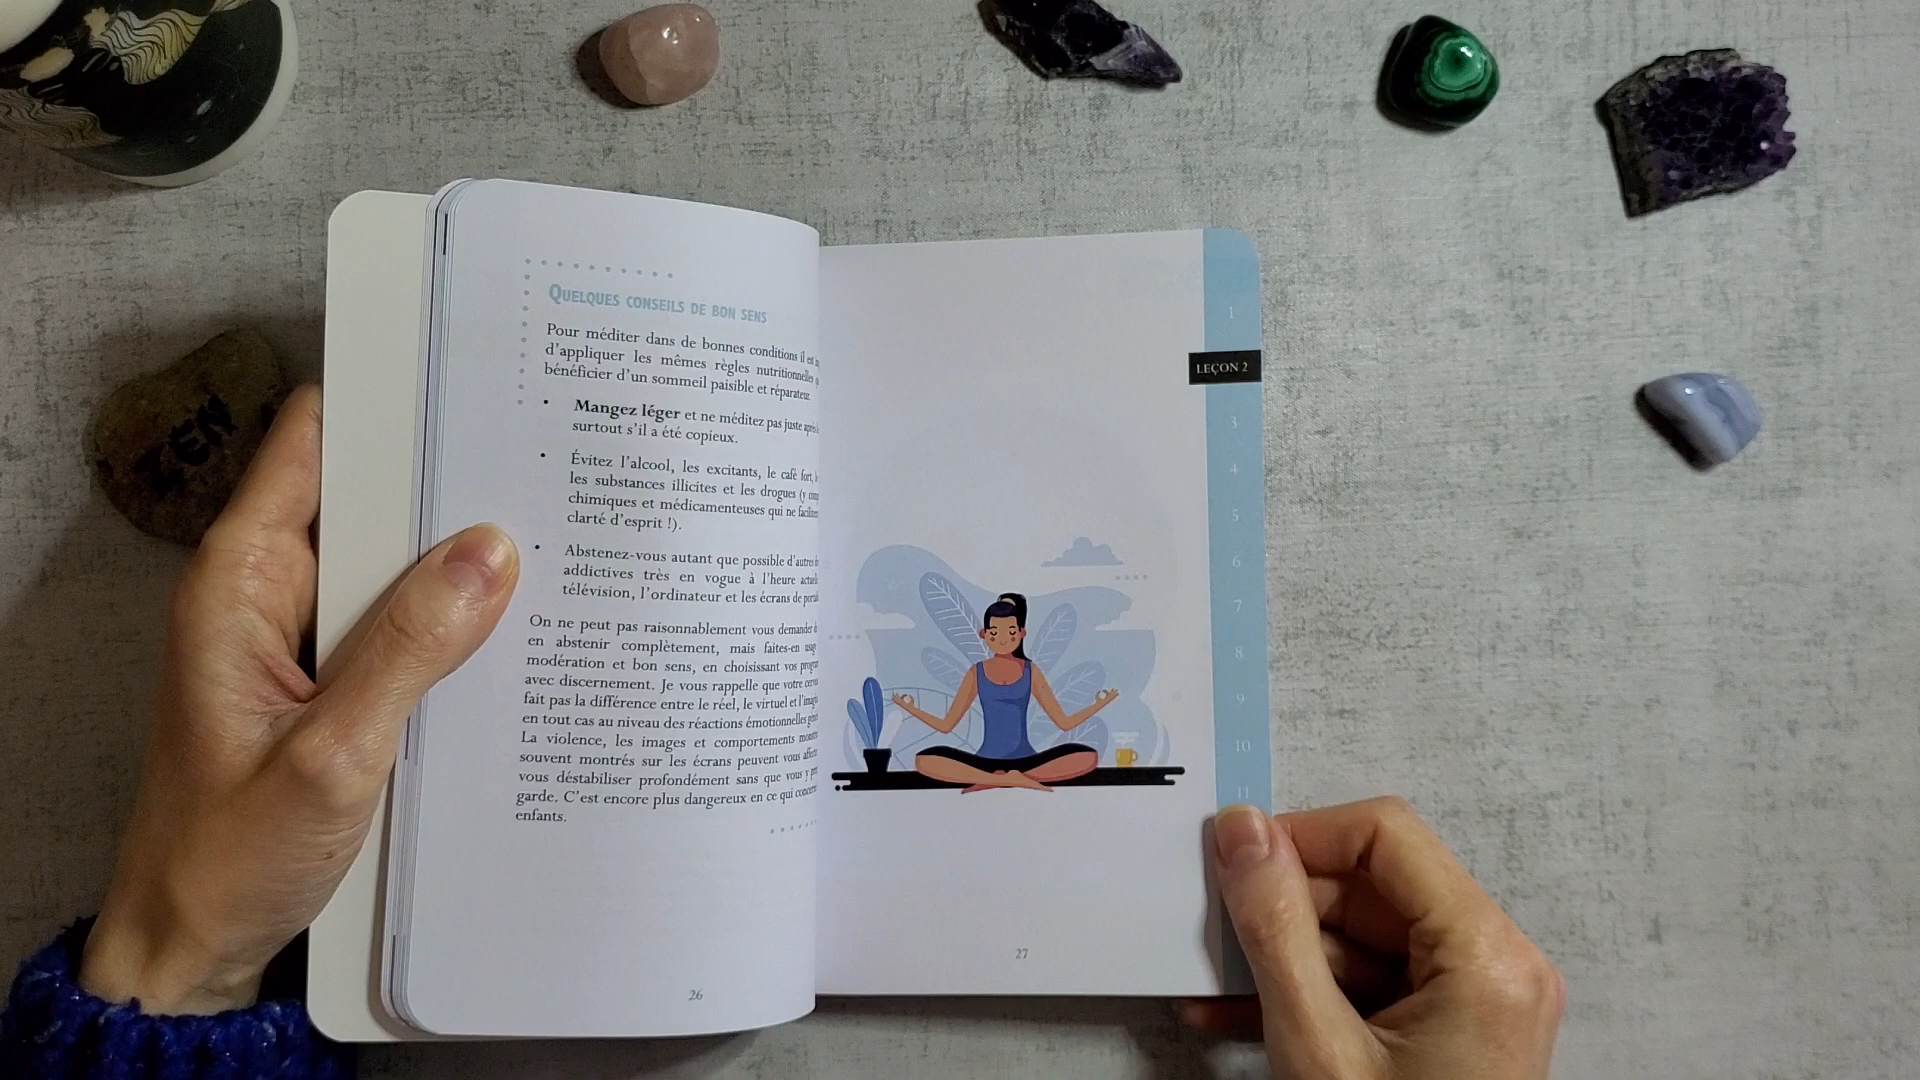 QUELQUES CONSEILS DE BON SENS
Pour méditer dans de bonnes conditions il est
d'appliquer les mêmes règles nutritionnelles
bénéficier d'un sommeil paisible et réparateur.
• Mangez léger et ne méditez pas juste après
surtout s'il a été copieux.
• Évitez l'alcool, les excitants, le café fort,
les substances illicites et les drogues (y
chimiques et médicamenteuses qui ne
clarté d'esprit !).
• Abstenez-vous autant que possible d'autres
addictives très en vogue à l'heure
télévision, l'ordinateur et les écrans de
On ne peut pas raisonnablement vous demander
en abstenir complètement, mais faites-en
modération et bon sens, en choisissant vos
avec discernement. Je vous rappelle que votre
fait pas la différence entre le réel, le virtuel et
en tout cas au niveau des réactions émotionnelles
La violence, les images et comportements
souvent montrés sur les écrans peuvent vous
vous déstabiliser profondément sans que vous y
garde. C'est encore plus dangereux en ce qui
enfants.
26
1
LEÇON 2
3
4
5
6
7
8
9
10
11
27
ZEN